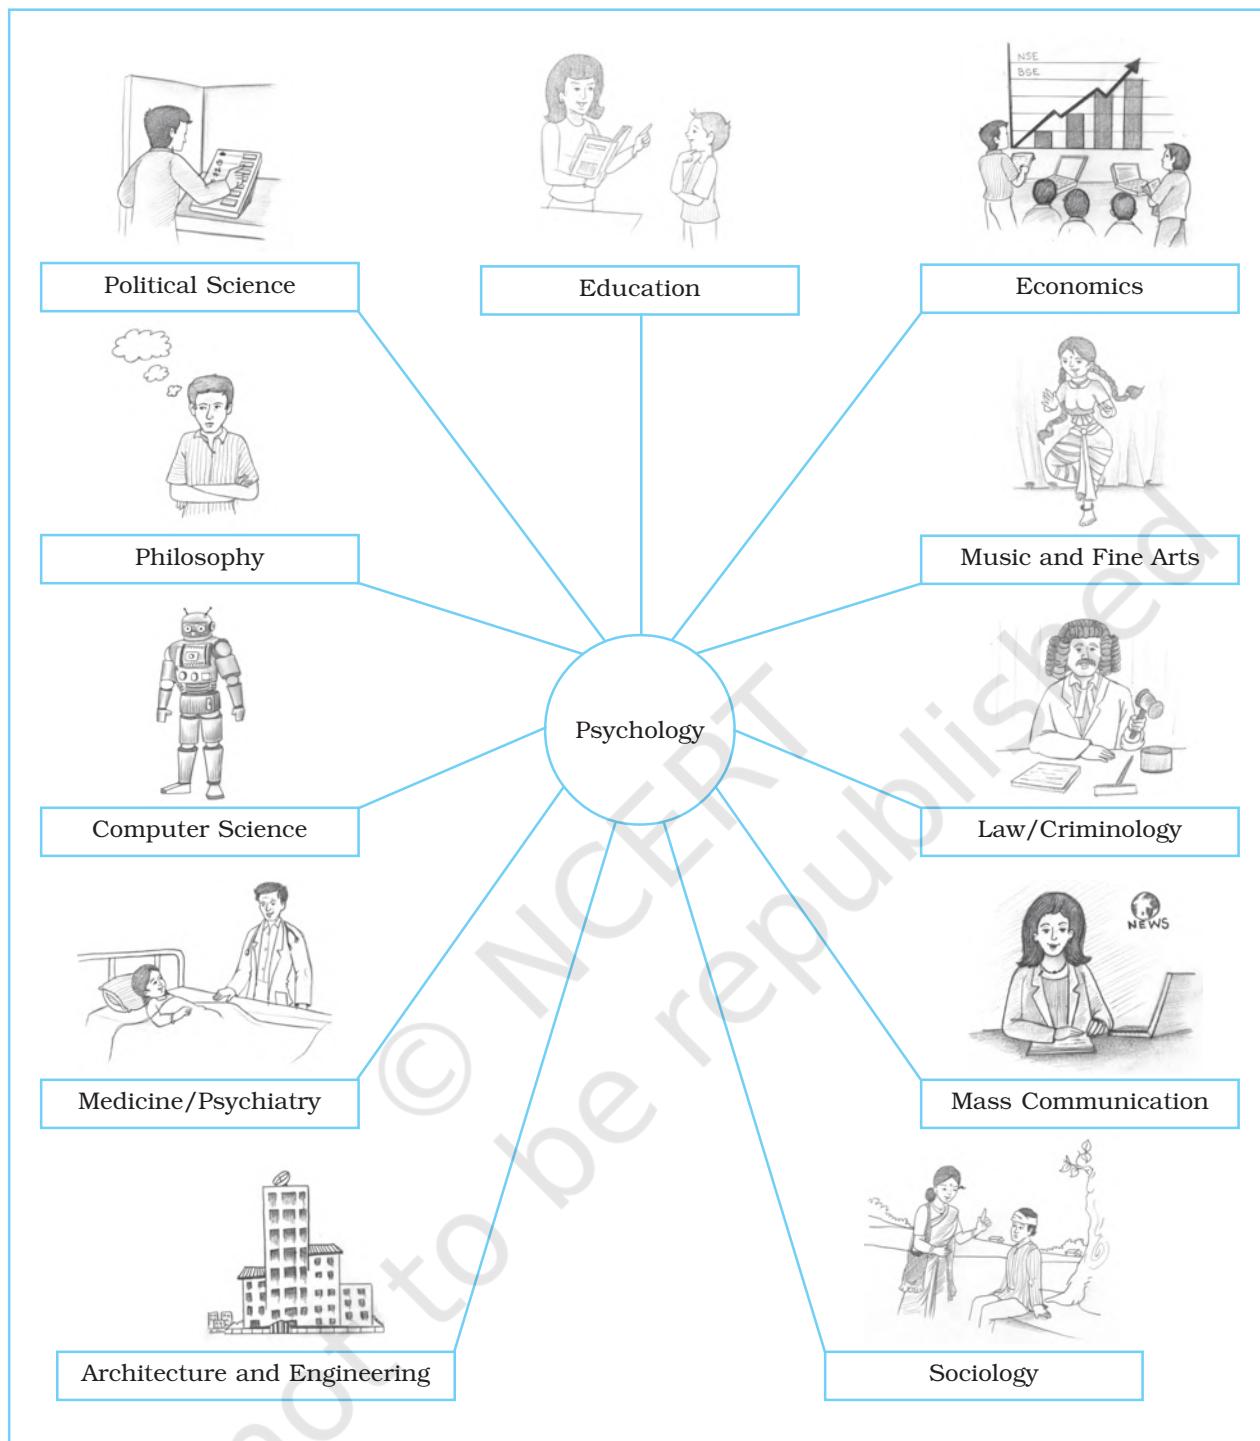 NSE
BSE
Political Science
Education
Economics
Philosophy
Music and Fine Arts
Computer Science
Psychology
Law/Criminology
NEWS
Medicine/Psychiatry
Mass Communication
Architecture and Engineering
Sociology
© NCERT
not to be republished